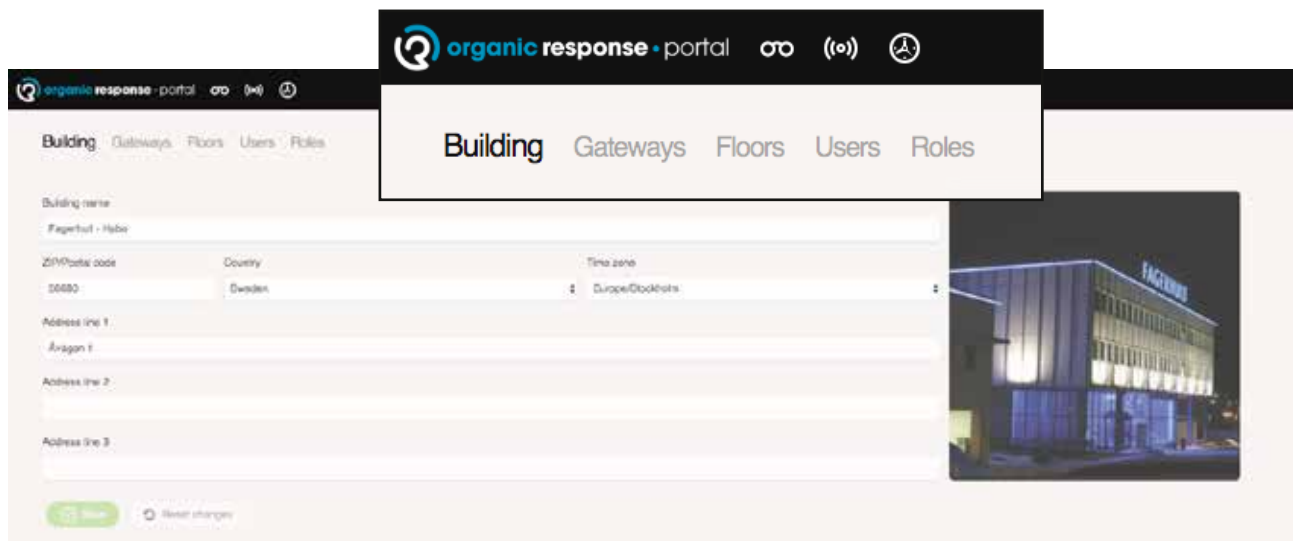 organic response • portal
Building Gateways Floors Users Roles
organic response • portal
Building Gateways Floors Users Roles
Building name
Fagerhult - Habo
ZIP/Postal code Country Time zone
Sweden Europe/Stockholm
Address line 1
Address line 2
Address line 3
Save Reset changes
FAGERHULT